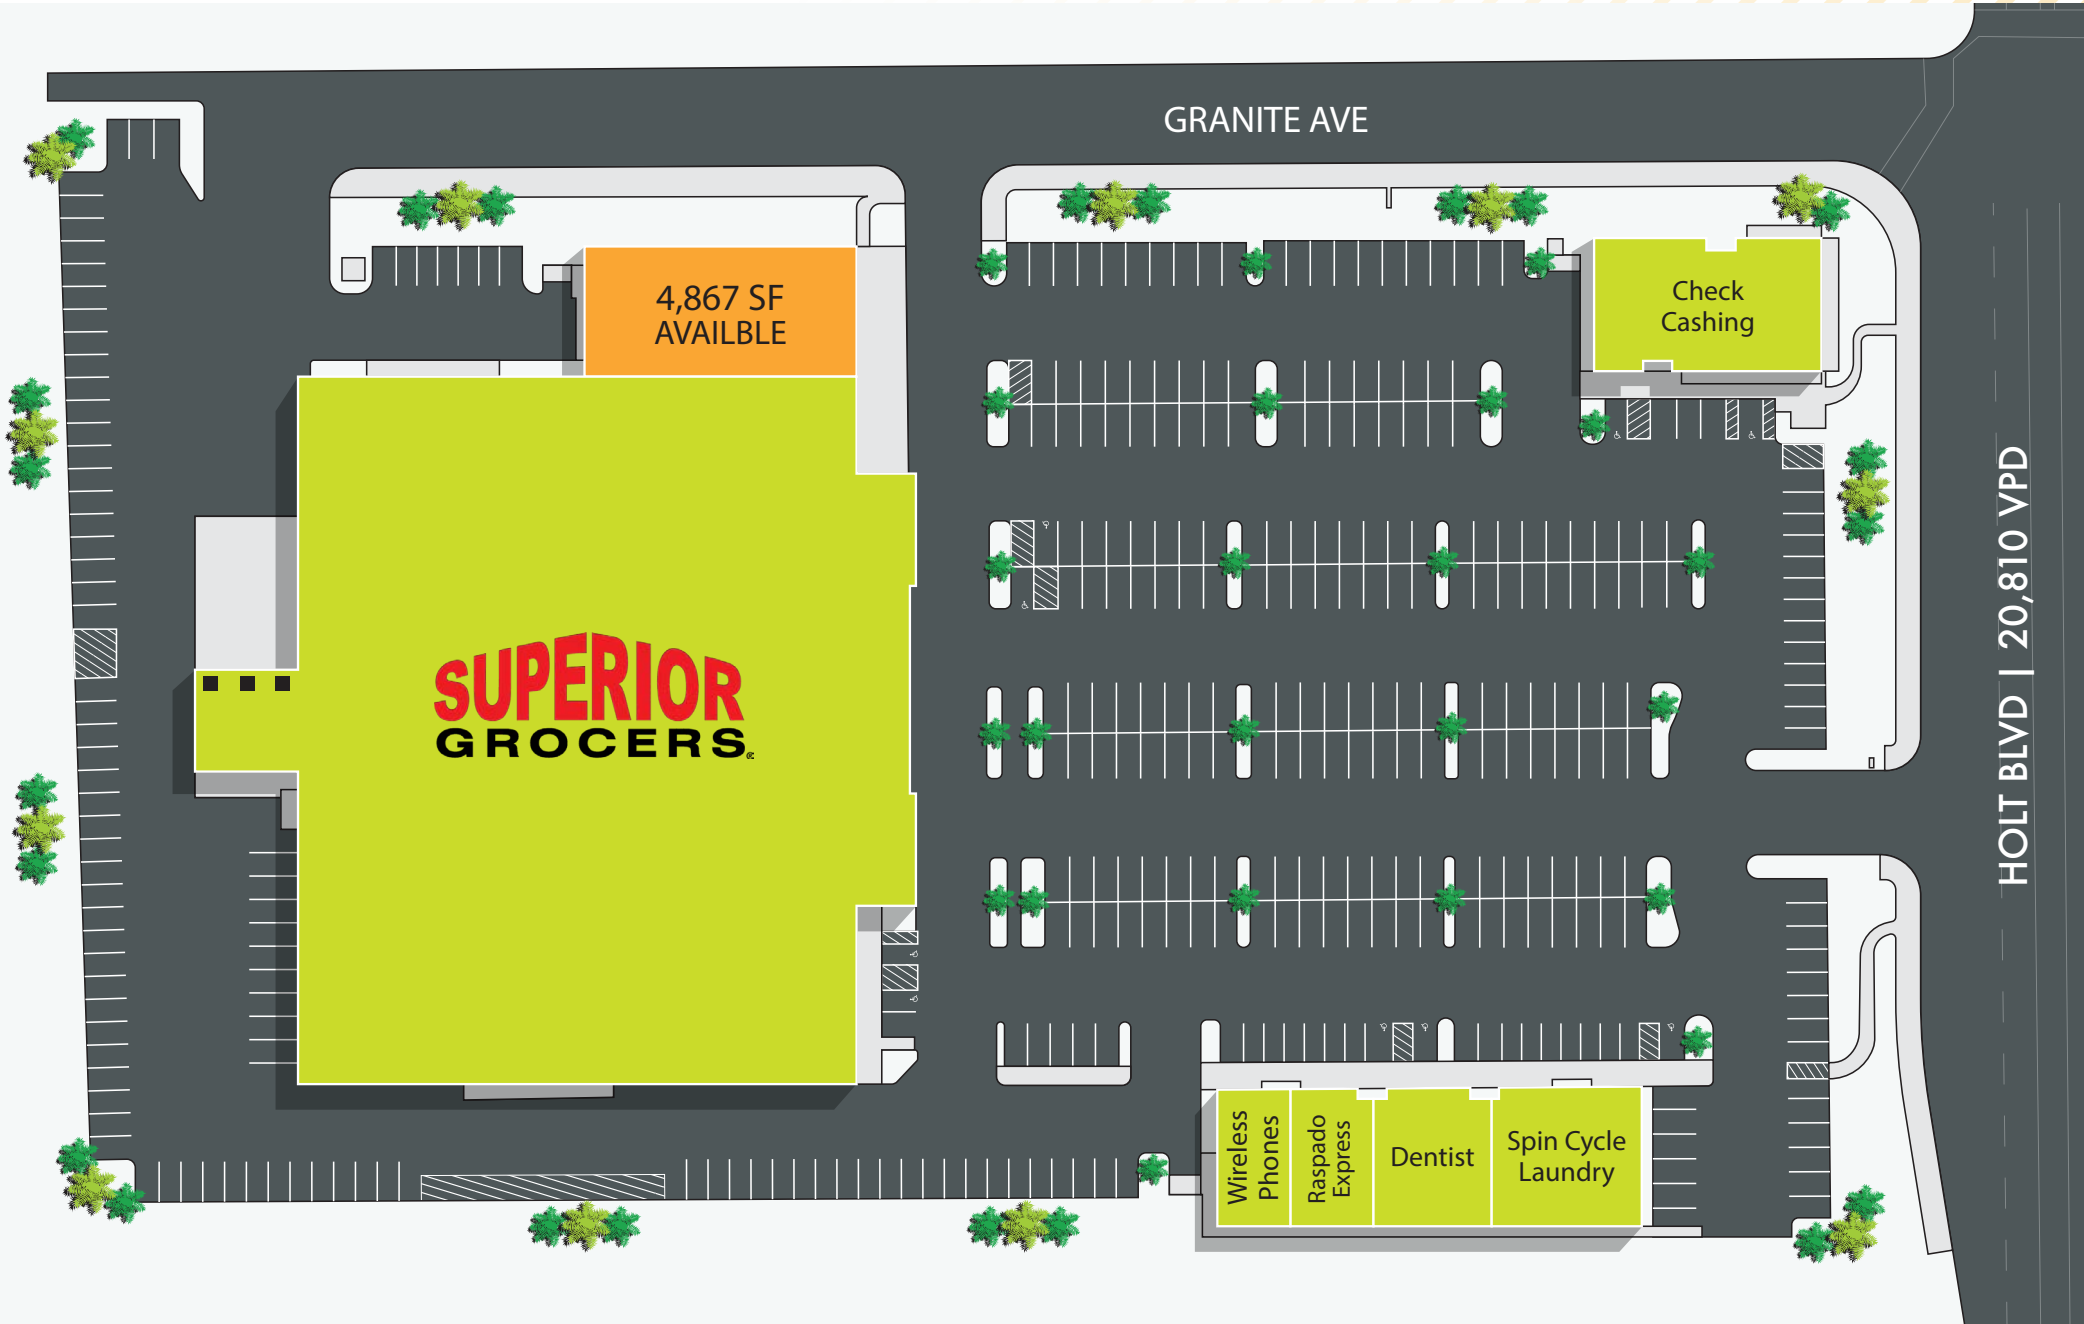 GRANITE AVE
4,867 SF
AVAILBLE
Check
Cashing
HOLT BLVD | 20,810 VPD
SUPERIOR
GROCERS
Wireless
Phones
Raspado
Express
Dentist
Spin Cycle
Laundry